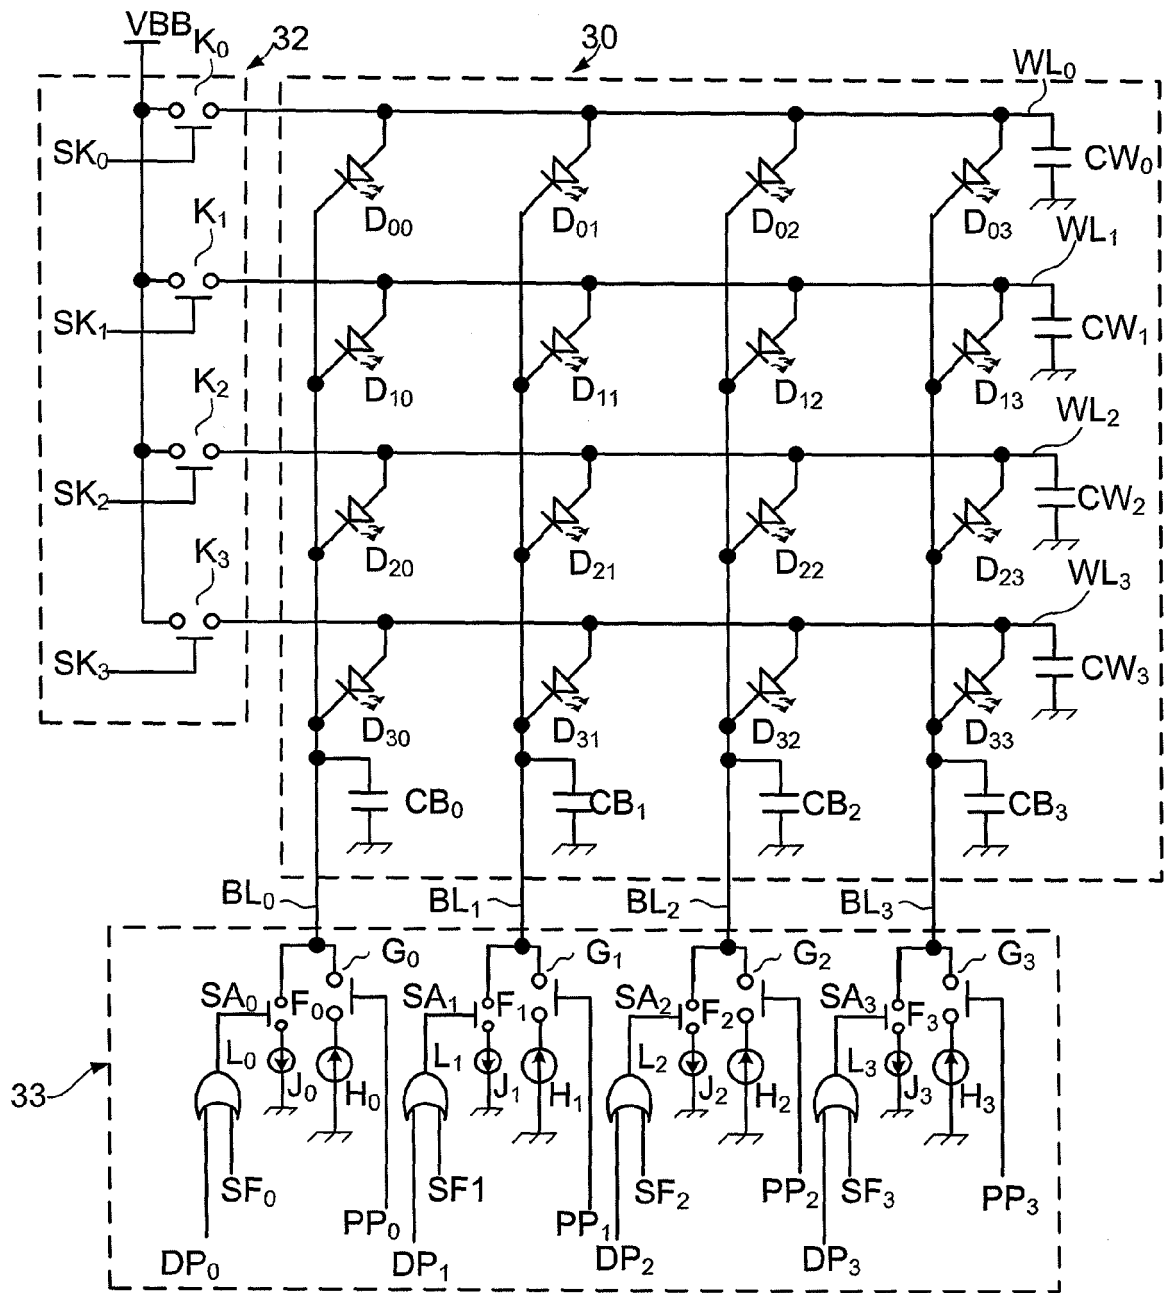 VBB K₀ 32 30 WL₀
SK₀ CW₀
D₀₀ D₀₁ D₀₂ D₀₃
K₁ WL₁
SK₁ CW₁
D₁₀ D₁₁ D₁₂ D₁₃
K₂ WL₂
SK₂ CW₂
D₂₀ D₂₁ D₂₂ D₂₃
K₃ WL₃
SK₃ CW₃
D₃₀ D₃₁ D₃₂ D₃₃
CB₀ CB₁ CB₂ CB₃
BL₀ BL₁ BL₂ BL₃
G₀ G₁ G₂ G₃
SA₀ F₀ SA₁ F₁ SA₂ F₂ SA₃ F₃
L₀ J₀ H₀ L₁ J₁ H₁ L₂ J₂ H₂ L₃ J₃ H₃
33
SF₀ SF1 SF₂ PP₂ SF₃ PP₃
PP₀ PP₁
DP₀ DP₁ DP₂ DP₃